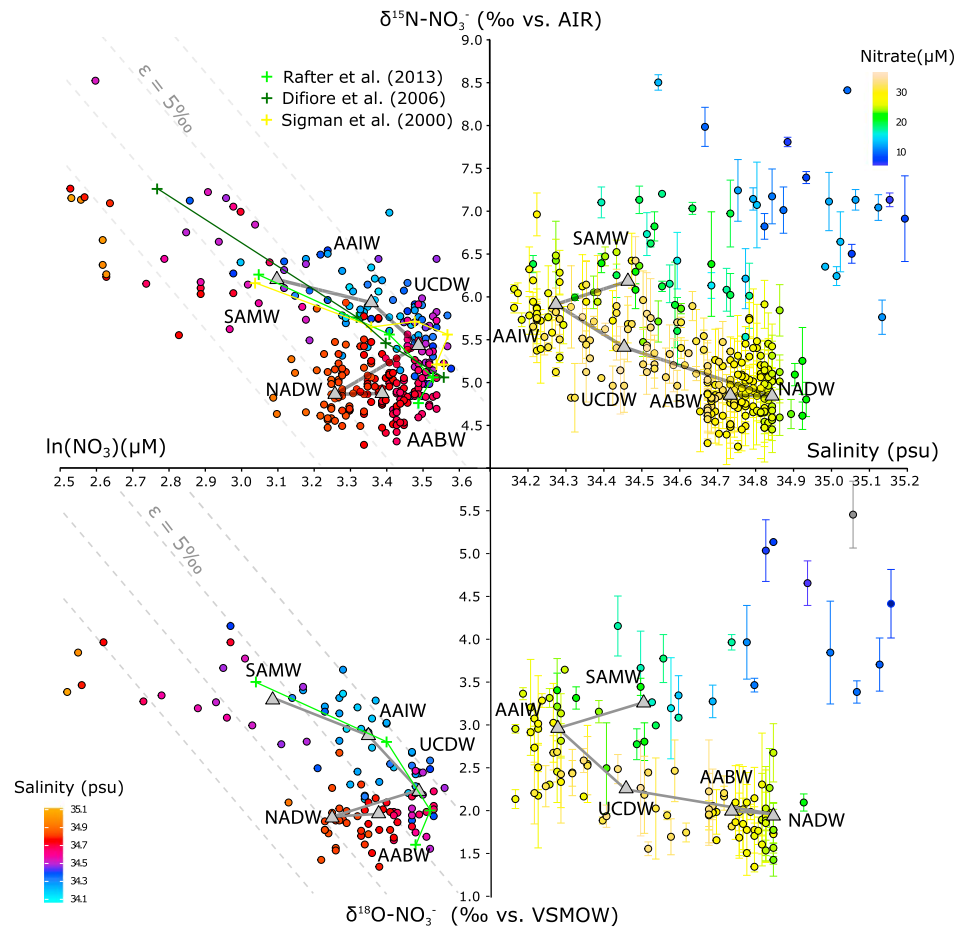 δ¹⁵N-NO₃⁻ (‰ vs. AIR)
9.0
8.5
8.0
7.5
7.0
6.5
6.0
5.5
5.0
4.5
ε = 5‰
Rafter et al. (2013)
Difiore et al. (2006)
Sigman et al. (2000)
Nitrate(µM)
30
20
10
AAIW
UCDW
SAMW
NADW
AABW
SAMW
AAIW
UCDW
AABW
NADW
ln(NO₃)(µM)
Salinity (psu)
2.5 2.6 2.7 2.8 2.9 3.0 3.1 3.2 3.3 3.4 3.5 3.6
34.2 34.3 34.4 34.5 34.6 34.7 34.8 34.9 35.0 35.1 35.2
ε = 5‰
5.5
5.0
4.5
4.0
3.5
3.0
2.5
2.0
1.5
1.0
SAMW
AAIW
UCDW
NADW
AABW
SAMW
AAIW
AABW
UCDW
NADW
Salinity (psu)
35.1
34.9
34.7
34.5
34.3
34.1
δ¹⁸O-NO₃⁻ (‰ vs. VSMOW)